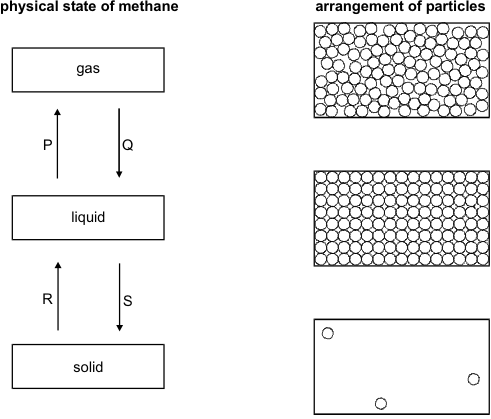 physical state of methane
arrangement of particles
gas
P
Q
liquid
R
S
solid